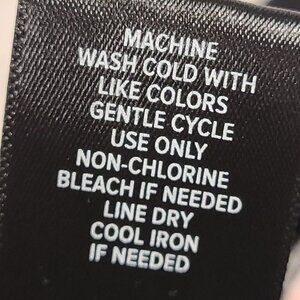 MACHINE
WASH COLD WITH
LIKE COLORS
GENTLE CYCLE
USE ONLY
NON-CHLORINE
BLEACH IF NEEDED
LINE DRY
COOL IRON
IF NEEDED